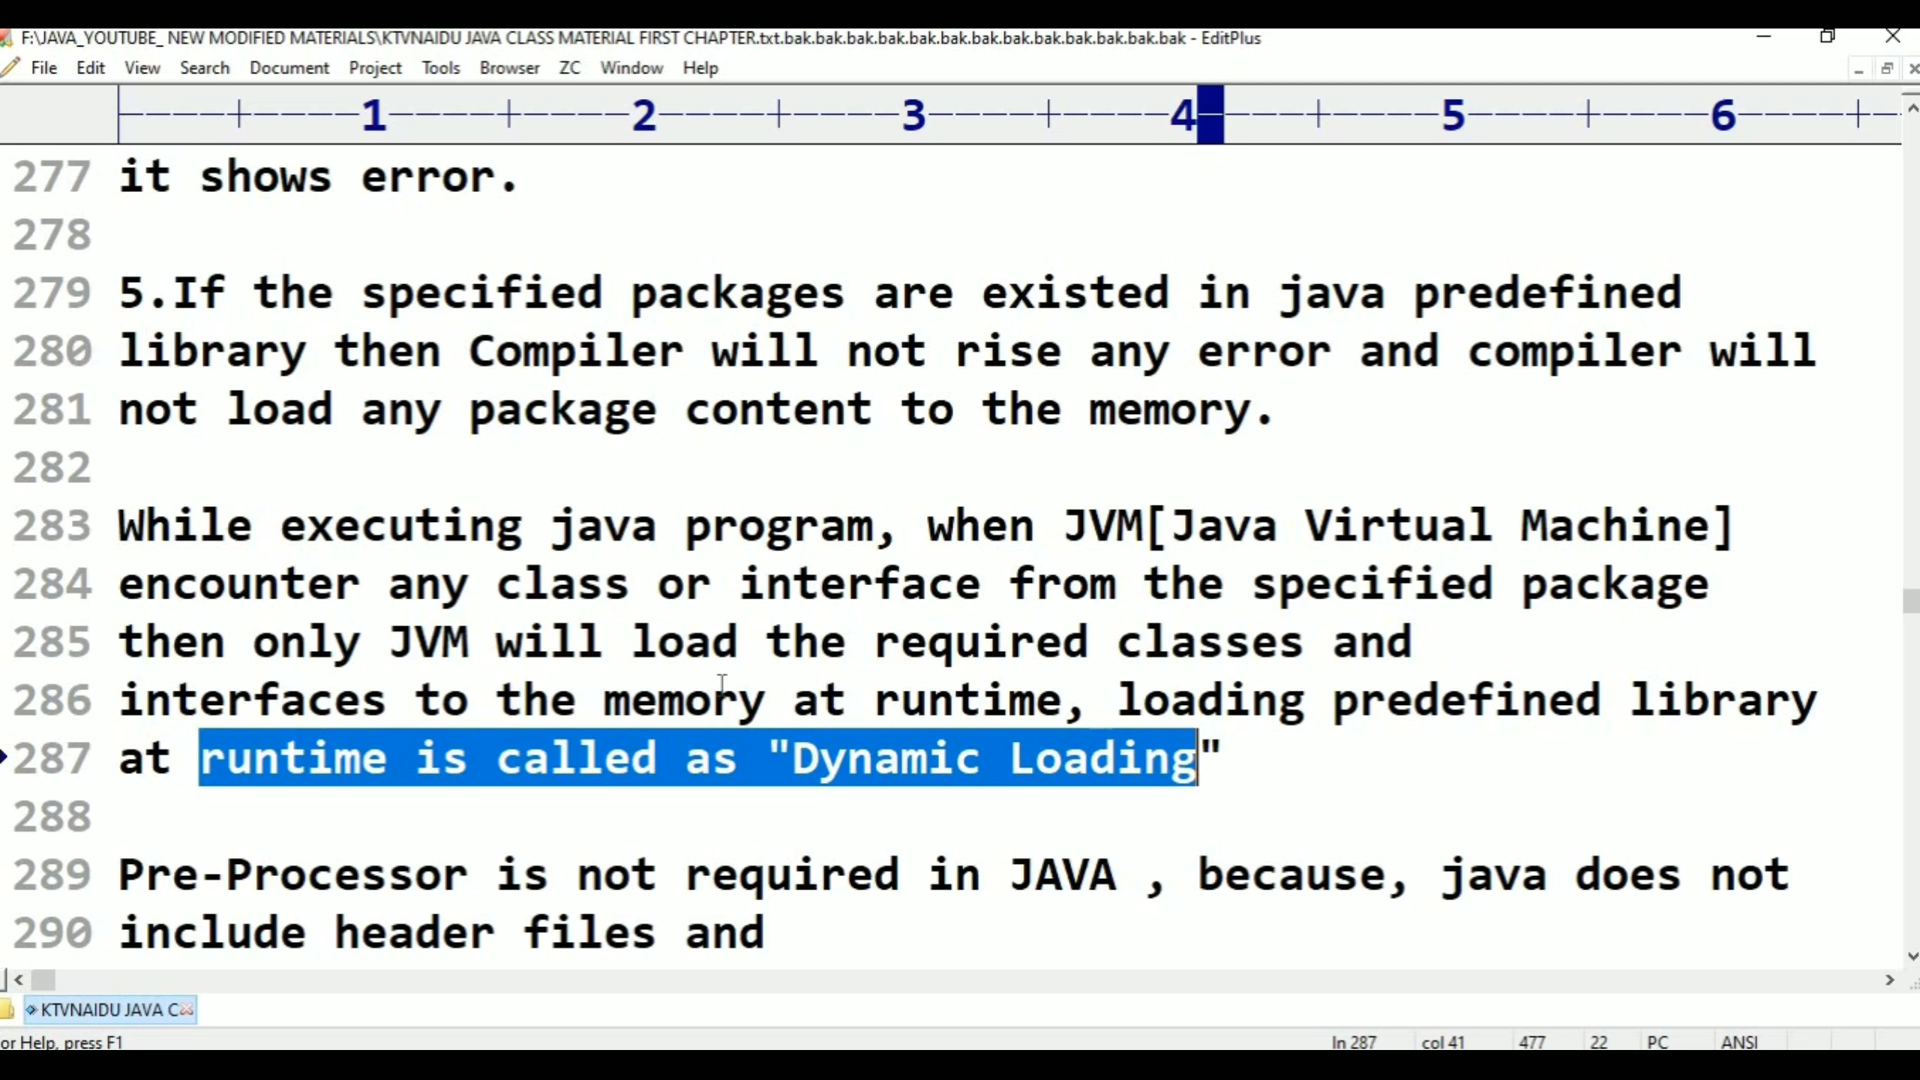 F:\JAVA_YOUTUBE_ NEW MODIFIED MATERIALS\KTVNAIDU JAVA CLASS MATERIAL FIRST CHAPTER.txt.bak.bak.bak.bak.bak.bak.bak.bak.bak.bak.bak.bak.bak - EditPlus
File Edit View Search Document Project Tools Browser ZC Window Help
1 2 3 4 5 6
277 it shows error.
278
279 5.If the specified packages are existed in java predefined
280 library then Compiler will not rise any error and compiler will
281 not load any package content to the memory.
282
283 While executing java program, when JVM[Java Virtual Machine]
284 encounter any class or interface from the specified package
285 then only JVM will load the required classes and
286 interfaces to the memory at runtime, loading predefined library
287 at runtime is called as "Dynamic Loading"
288
289 Pre-Processor is not required in JAVA , because, java does not
290 include header files and
KTVNAIDU JAVA C
or Help, press F1 ln 287 col 41 477 22 PC ANSI